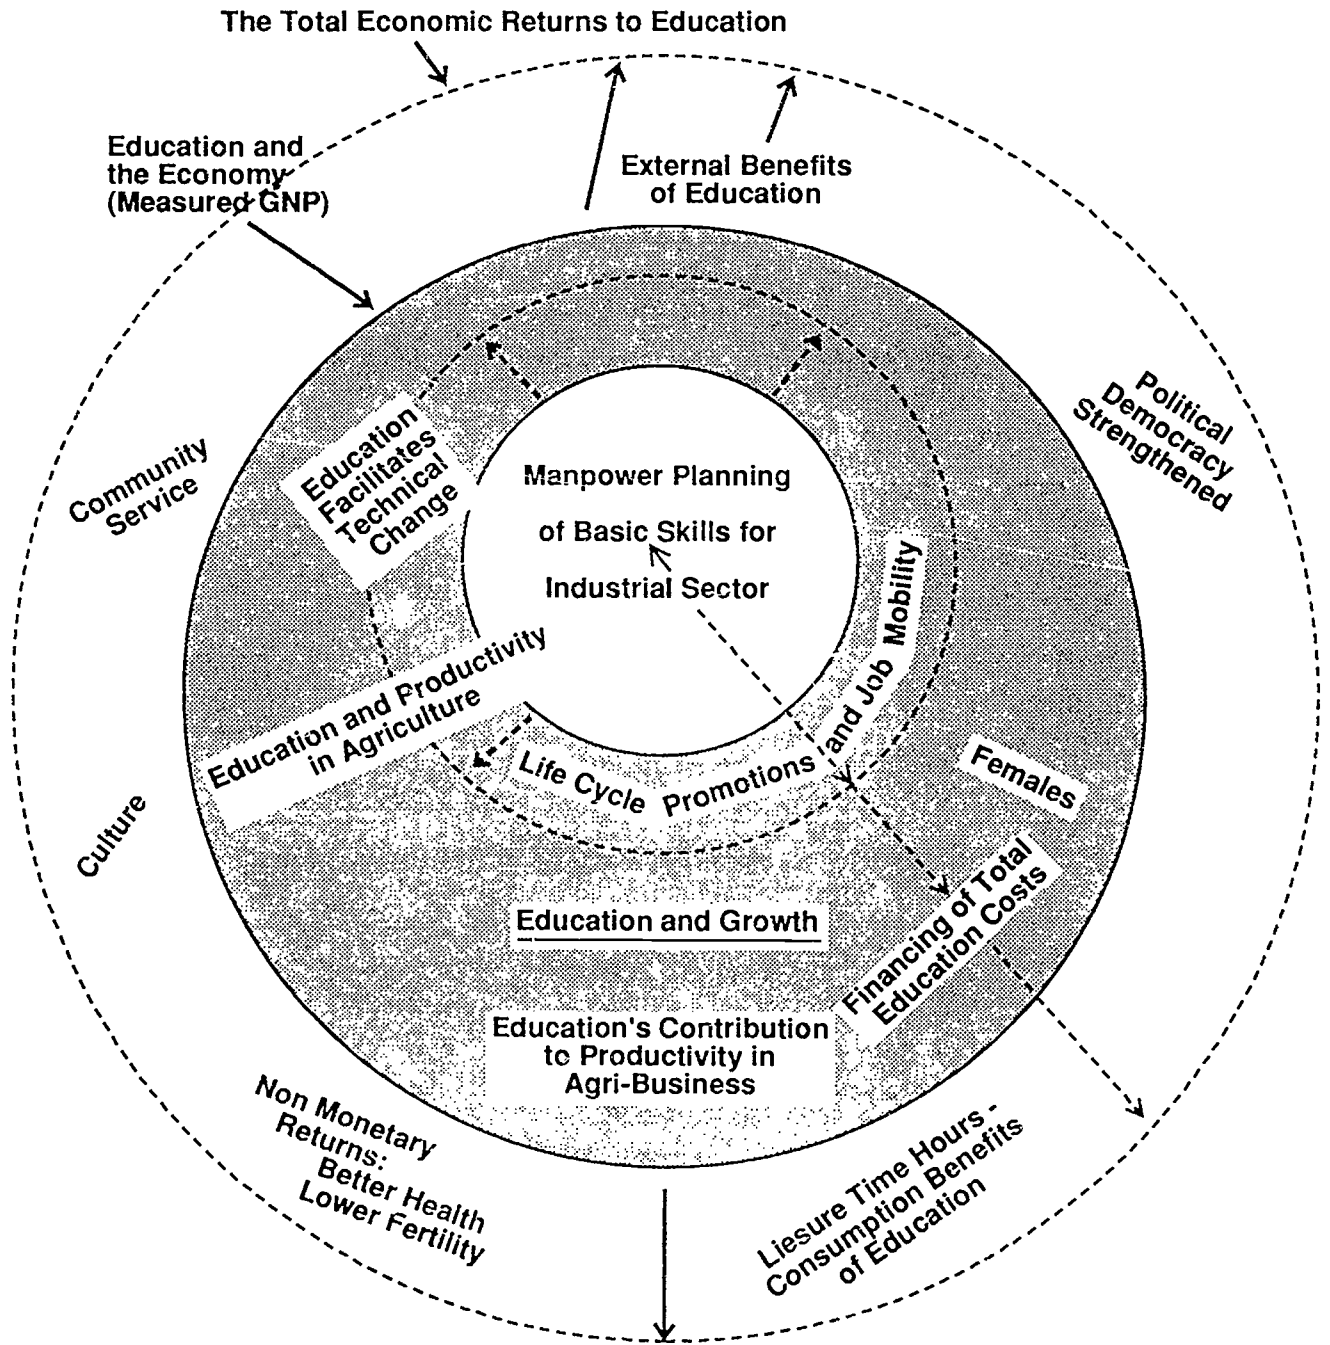 The Total Economic Returns to Education
Education and
the Economy
(Measured GNP)
External Benefits
of Education
Political
Democracy
Strengthened
Community
Service
Education
Facilitates
Technical
Change
Manpower Planning
of Basic Skills for
Industrial Sector
Education and Productivity
in Agriculture
Life Cycle Promotions and Job Mobility
Females
Culture
Financing of Total
Education Costs
Education and Growth
Education's Contribution
to Productivity in
Agri-Business
Non Monetary
Returns:
Better Health
Lower Fertility
Liesure Time Hours -
Consumption Benefits
of Education